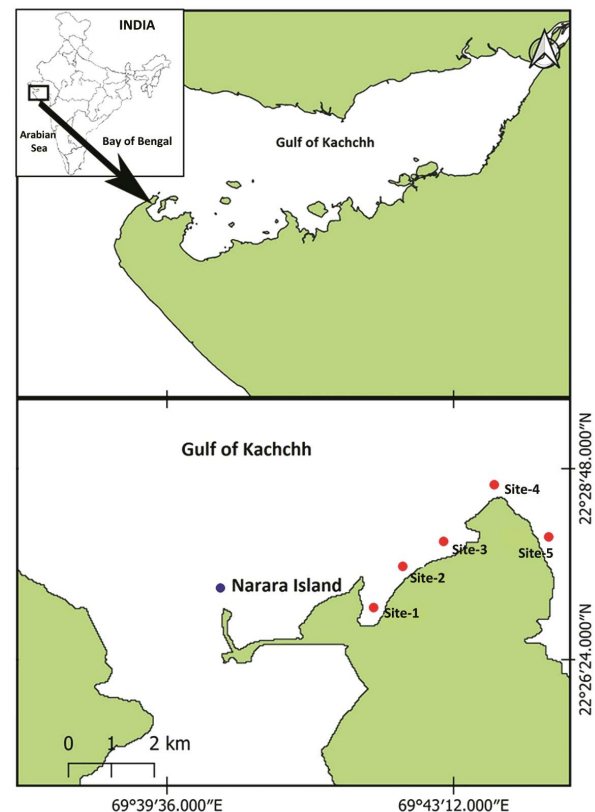 INDIA
Arabian
Sea
Bay of Bengal
Gulf of Kachchh
Gulf of Kachchh
Site-4
Site-3
Site-5
Site-2
Narara Island
Site-1
0 1 2 km
22°28'48.000"N
22°26'24.000"N
69°39'36.000"E
69°43'12.000"E